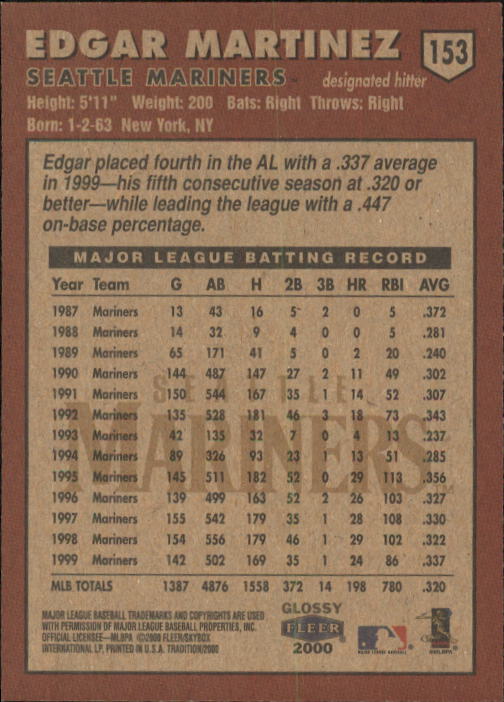 EDGAR MARTINEZ 153
SEATTLE MARINERS™ designated hitter
Height: 5'11" Weight: 200 Bats: Right Throws: Right
Born: 1-2-63 New York, NY
Edgar placed fourth in the AL with a .337 average
in 1999—his fifth consecutive season at .320 or
better—while leading the league with a .447
on-base percentage.
MAJOR LEAGUE BATTING RECORD
Year Team G AB H 2B 3B HR RBI AVG
1987 Mariners 13 43 16 5 2 0 5 .372
1988 Mariners 14 32 9 4 0 0 5 .281
1989 Mariners 65 171 41 5 0 2 20 .240
1990 Mariners 144 487 147 27 2 11 49 .302
1991 Mariners 150 544 167 35 1 14 52 .307
1992 Mariners 135 528 181 46 3 18 73 .343
1993 Mariners 42 135 32 7 0 4 13 .237
1994 Mariners 89 326 93 23 1 13 51 .285
1995 Mariners 145 511 182 52 0 29 113 .356
1996 Mariners 139 499 163 52 2 26 103 .327
1997 Mariners 155 542 179 35 1 28 108 .330
1998 Mariners 154 556 179 46 1 29 102 .322
1999 Mariners 142 502 169 35 1 24 86 .337
MLB TOTALS 1387 4876 1558 372 14 198 780 .320
SEATTLE
MARINERS
MAJOR LEAGUE BASEBALL TRADEMARKS AND COPYRIGHTS ARE USED
WITH PERMISSION OF MAJOR LEAGUE BASEBALL PROPERTIES, INC.
OFFICIAL LICENSEE—MLBPA ©2000 FLEER/SKYBOX
INTERNATIONAL LP, PRINTED IN U.S.A. TRADITION/2000
GLOSSY
FLEER
2000
MAJOR LEAGUE BASEBALL
©MLBPA